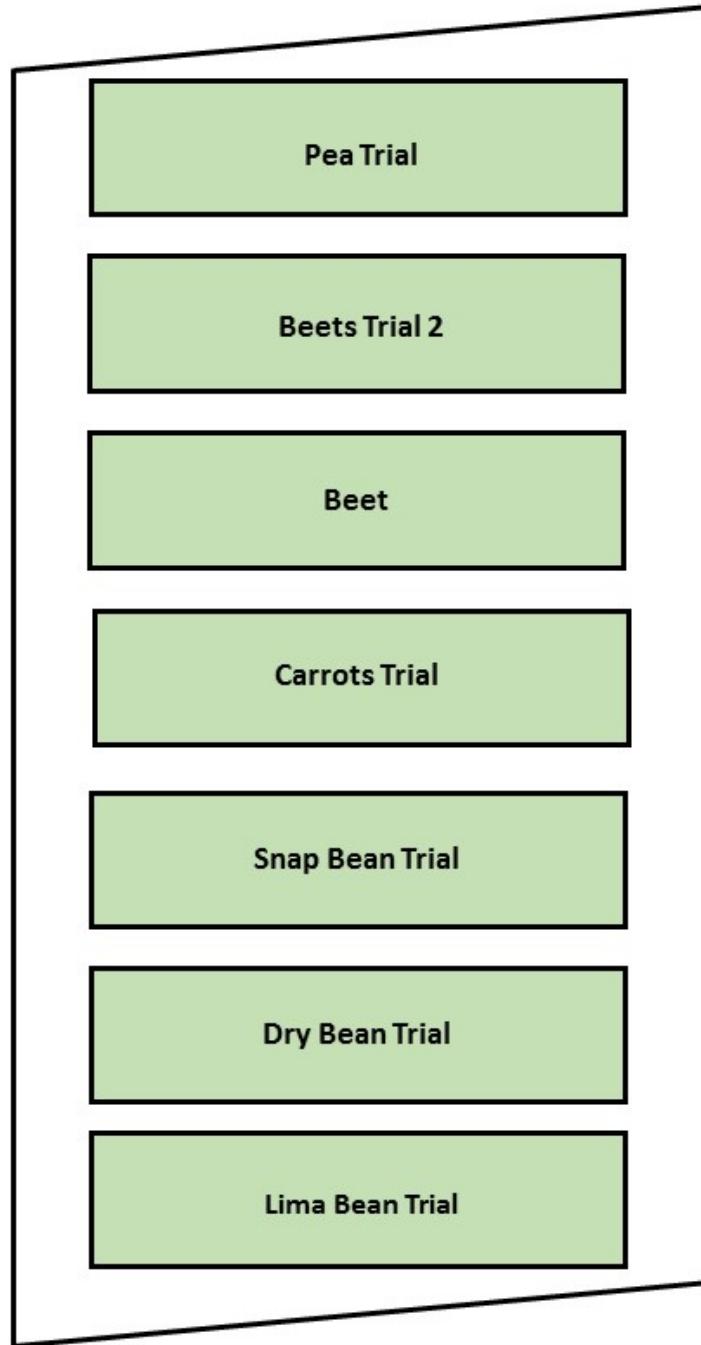 Pea Trial
Beets Trial 2
Beet
Carrots Trial
Snap Bean Trial
Dry Bean Trial
Lima Bean Trial